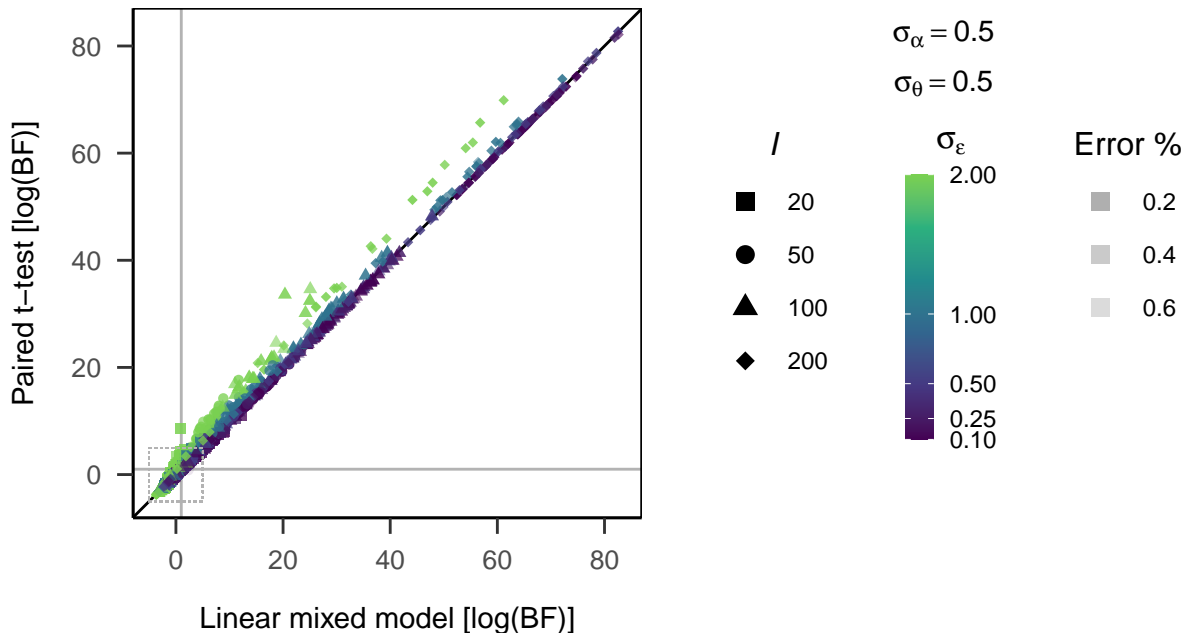 Paired t−test [log(BF)]
80
60
40
20
0
0 20 40 60 80
Linear mixed model [log(BF)]
σα = 0.5
σθ = 0.5
I
20
50
100
200
σε
2.00
1.00
0.50
0.25
0.10
Error %
0.2
0.4
0.6